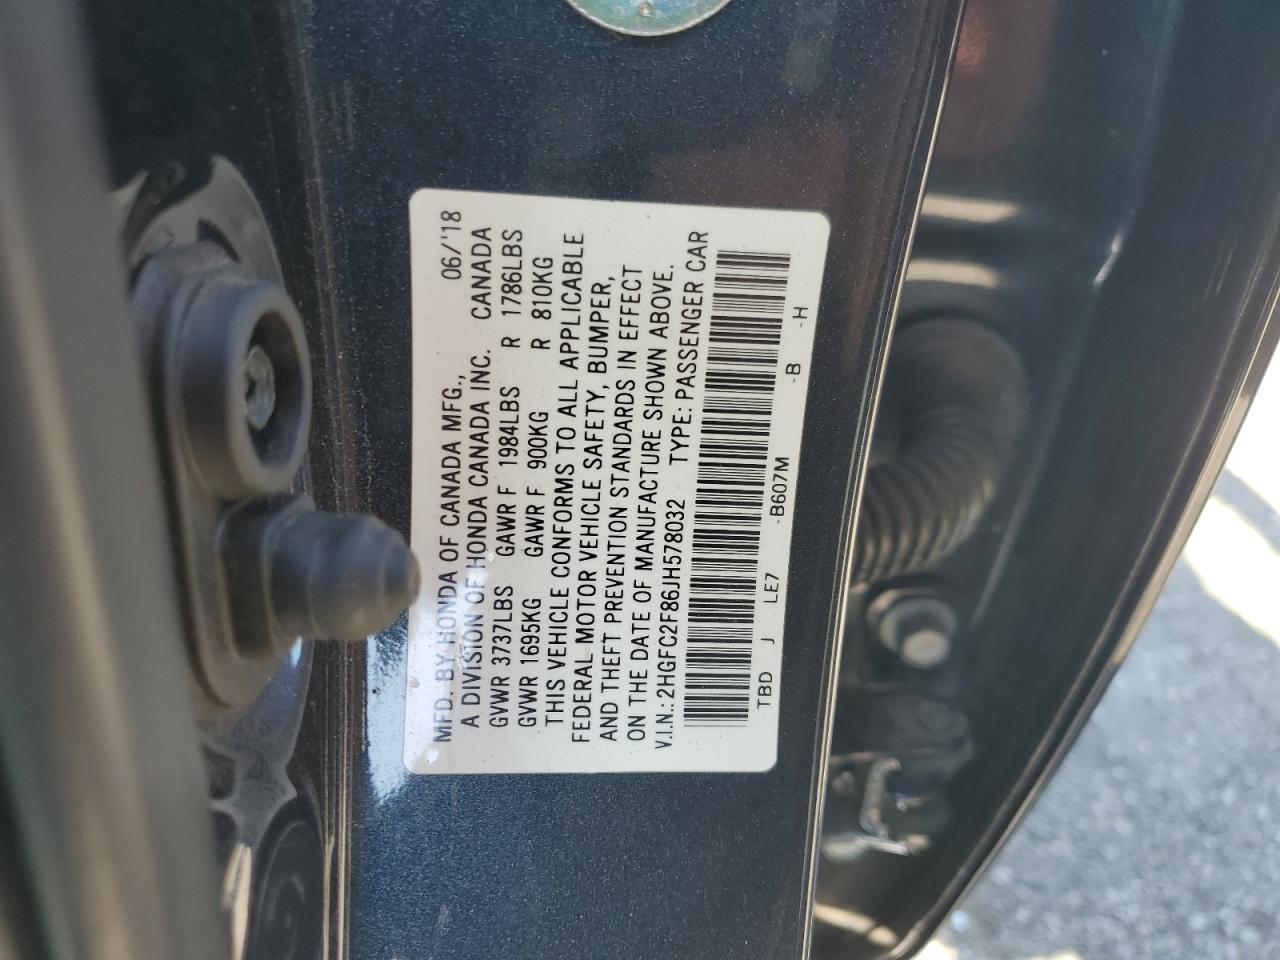 MFD. BY HONDA OF CANADA MFG., 06/'18
A DIVISION OF HONDA CANADA INC. CANADA
GVWR 3737LBS GAWR F 1984LBS R 1786LBS
GVWR 1695KG GAWR F 900KG R 810KG
THIS VEHICLE CONFORMS TO ALL APPLICABLE
FEDERAL MOTOR VEHICLE SAFETY, BUMPER,
AND THEFT PREVENTION STANDARDS IN EFFECT
ON THE DATE OF MANUFACTURE SHOWN ABOVE.
V.I.N.: 2HGFC2F86JH578032 TYPE: PASSENGER CAR
TBD J LE7 -B607M -B -H